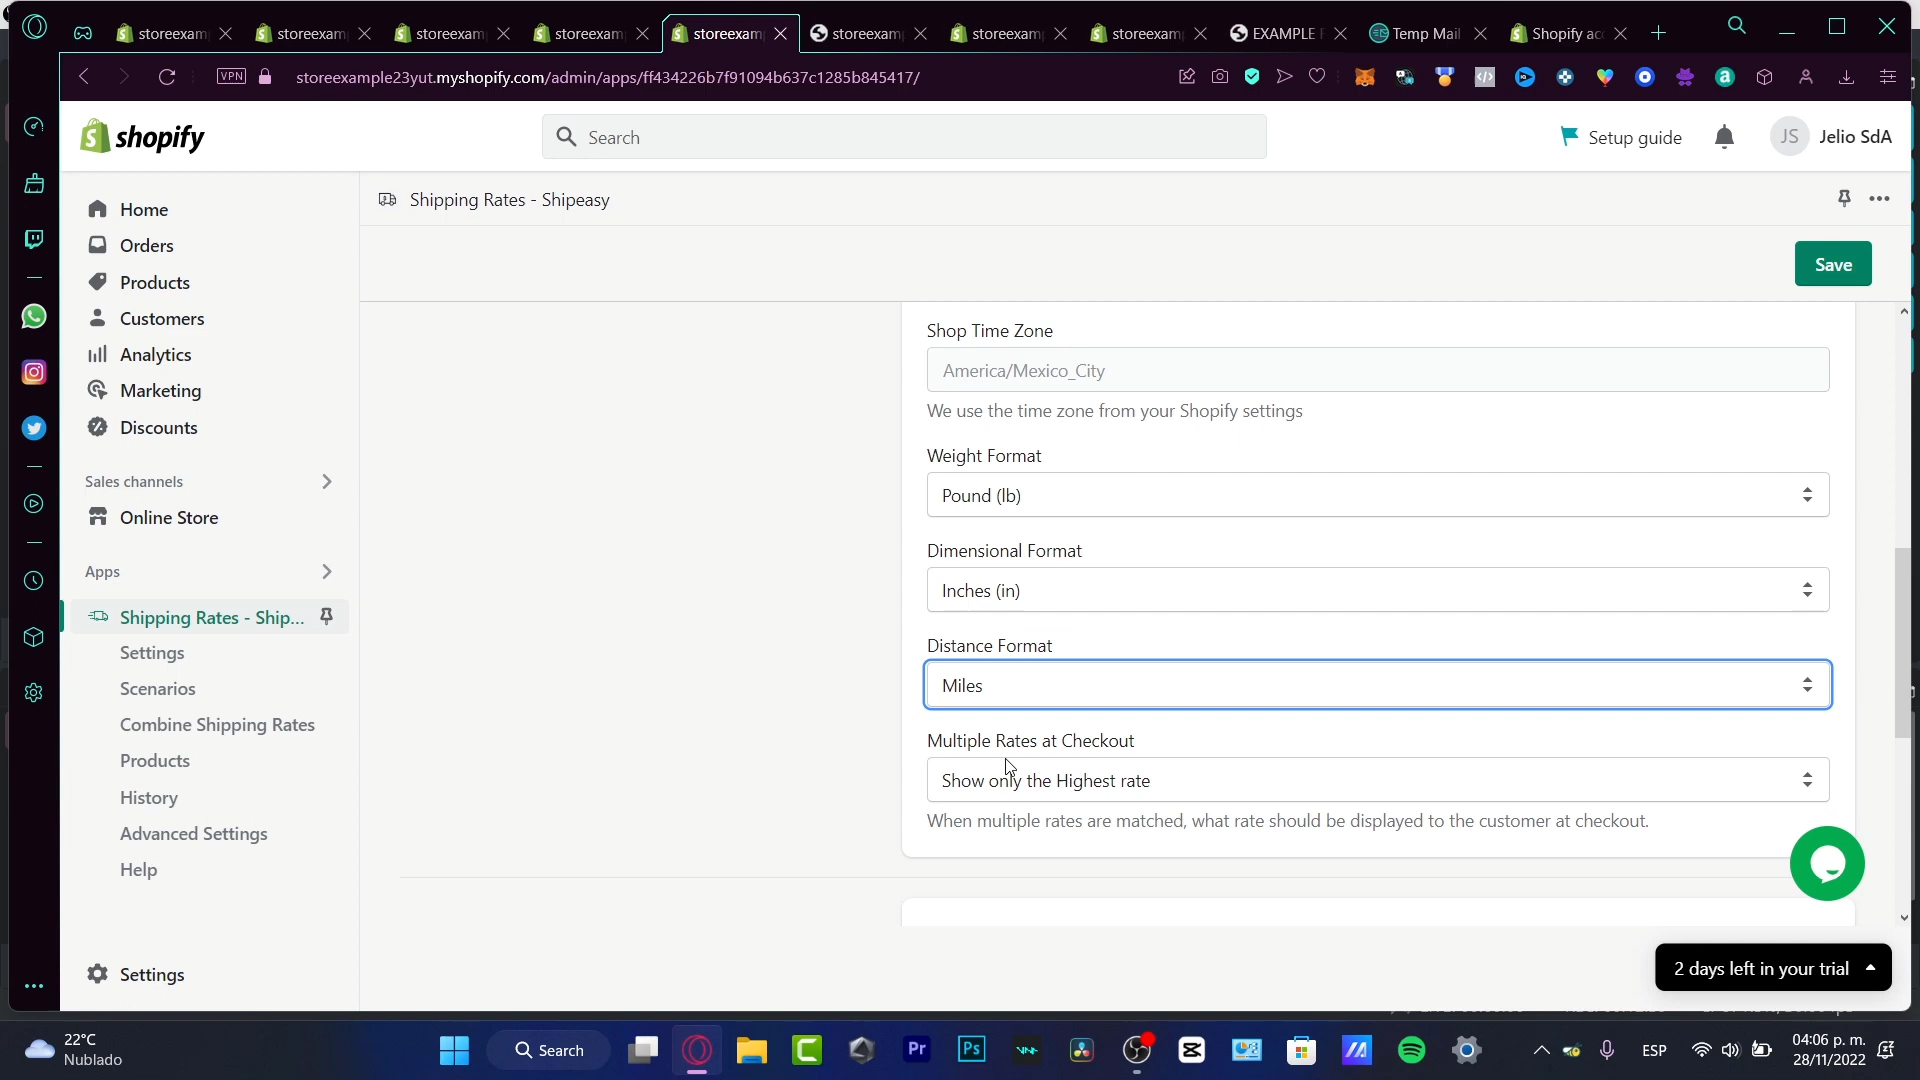 storeexam
storeexam
storeexam
storeexam
storeexam
storeexam
storeexam
storeexam
EXAMPLE F
Temp Mail
Shopify ac
VPN
storeexample23yut.myshopify.com/admin/apps/ff434226b7f91094b637c1285b845417/
shopify
Search
Setup guide
JS
Jelio SdA
Home
Orders
Products
Customers
Analytics
Marketing
Discounts
Sales channels
Online Store
Apps
Shipping Rates - Ship...
Settings
Scenarios
Combine Shipping Rates
Products
History
Advanced Settings
Help
Settings
Shipping Rates - Shipeasy
Save
Shop Time Zone
America/Mexico_City
We use the time zone from your Shopify settings
Weight Format
Pound (lb)
Dimensional Format
Inches (in)
Distance Format
Miles
Multiple Rates at Checkout
Show only the Highest rate
When multiple rates are matched, what rate should be displayed to the customer at checkout.
2 days left in your trial
22°C
Nublado
Search
Pr
Ps
ESP
04:06 p. m.
28/11/2022